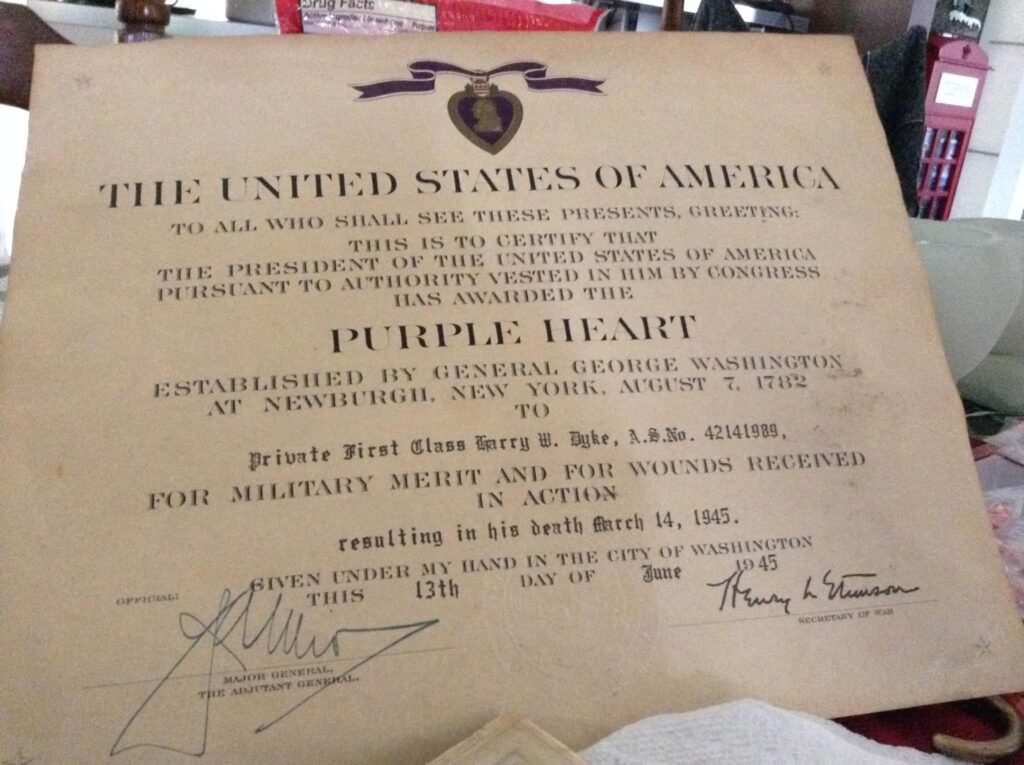 Drug Facts
THE UNITED STATES OF AMERICA
TO ALL WHO SHALL SEE THESE PRESENTS, GREETING:
THIS IS TO CERTIFY THAT
THE PRESIDENT OF THE UNITED STATES OF AMERICA
PURSUANT TO AUTHORITY VESTED IN HIM BY CONGRESS
HAS AWARDED THE
PURPLE HEART
ESTABLISHED BY GENERAL GEORGE WASHINGTON
AT NEWBURGH, NEW YORK, AUGUST 7, 1782
TO
Private First Class Harry W. Dyke, A.S.No. 42141989,
FOR MILITARY MERIT AND FOR WOUNDS RECEIVED
IN ACTION
resulting in his death March 14, 1945.
GIVEN UNDER MY HAND IN THE CITY OF WASHINGTON
THIS 13th DAY OF June 1945
OFFICIAL:
Henry L Stimson
SECRETARY OF WAR
MAJOR GENERAL,
THE ADJUTANT GENERAL.